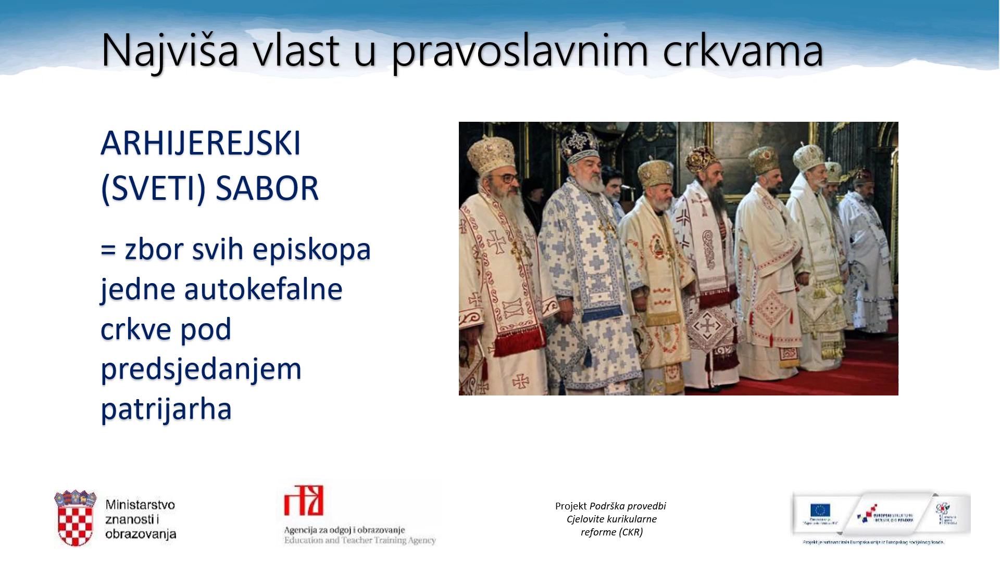 Najviša vlast u pravoslavnim crkvama
ARHIJEREJSKI
(SVETI) SABOR
= zbor svih episkopa
jedne autokefalne
crkve pod
predsjedanjem
patrijarha
Ministarstvo
znanosti i
obrazovanja
Agencija za odgoj i obrazovanje
Education and Teacher Training Agency
Projekt Podrška provedbi
Cjelovite kurikularne
reforme (CKR)
EUROPSKI STRUKTURNI
I INVESTICIJSKI FONDOVI
Projekt je sufinancirala Europska unija iz Europskog socijalnog fonda.